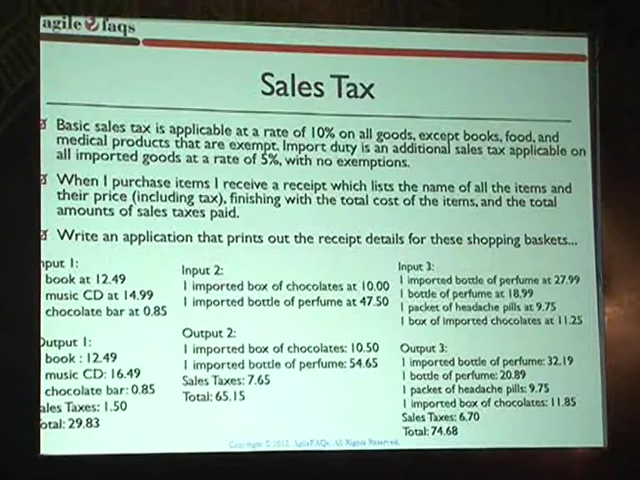 agile faqs
Sales Tax
Basic sales tax is applicable at a rate of 10% on all goods, except books, food, and
medical products that are exempt. Import duty is an additional sales tax applicable on
all imported goods at a rate of 5%, with no exemptions.
When I purchase items I receive a receipt which lists the name of all the items and
their price (including tax), finishing with the total cost of the items, and the total
amounts of sales taxes paid.
Write an application that prints out the receipt details for these shopping baskets...
nput 1:
book at 12.49
music CD at 14.99
chocolate bar at 0.85
Output 1:
book : 12.49
music CD: 16.49
chocolate bar: 0.85
ales Taxes: 1.50
otal: 29.83
Input 2:
1 imported box of chocolates at 10.00
1 imported bottle of perfume at 47.50
Output 2:
1 imported box of chocolates: 10.50
1 imported bottle of perfume: 54.65
Sales Taxes: 7.65
Total: 65.15
Input 3:
1 imported bottle of perfume at 27.99
1 bottle of perfume at 18.99
1 packet of headache pills at 9.75
1 box of imported chocolates at 11.25
Output 3:
1 imported bottle of perfume: 32.19
1 bottle of perfume: 20.89
1 packet of headache pills: 9.75
1 imported box of chocolates: 11.85
Sales Taxes: 6.70
Total: 74.68
Copyright © AgileFAQs. All Rights Reserved.